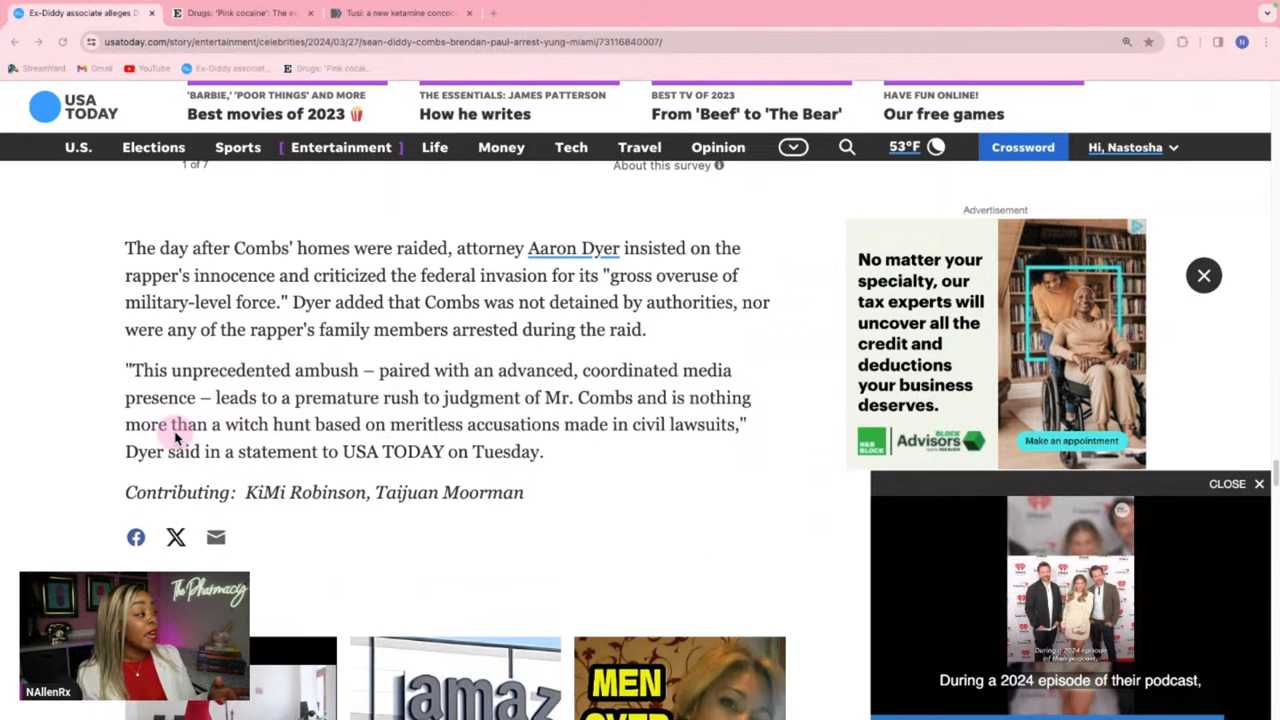 Ex-Diddy associate alleges D
Drugs: 'Pink cocaine': The ex
Tusi: a new ketamine concoc
usatoday.com/story/entertainment/celebrities/2024/03/27/sean-diddy-combs-brendan-paul-arrest-yung-miami/73116840007/
StreamYard
Gmail
YouTube
Ex-Diddy associat...
Drugs: 'Pink cocai...
USA
TODAY
'BARBIE,' 'POOR THINGS' AND MORE
Best movies of 2023
THE ESSENTIALS: JAMES PATTERSON
How he writes
BEST TV OF 2023
From 'Beef' to 'The Bear'
HAVE FUN ONLINE!
Our free games
U.S. Elections Sports [ Entertainment ] Life Money Tech Travel Opinion 53°F Crossword Hi, Nastosha
1 of 7
About this survey
The day after Combs' homes were raided, attorney Aaron Dyer insisted on the
rapper's innocence and criticized the federal invasion for its "gross overuse of
military-level force." Dyer added that Combs was not detained by authorities, nor
were any of the rapper's family members arrested during the raid.
"This unprecedented ambush – paired with an advanced, coordinated media
presence – leads to a premature rush to judgment of Mr. Combs and is nothing
more than a witch hunt based on meritless accusations made in civil lawsuits,"
Dyer said in a statement to USA TODAY on Tuesday.
Contributing: KiMi Robinson, Taijuan Moorman
Advertisement
No matter your
specialty, our
tax experts will
uncover all the
credit and
deductions
your business
deserves.
H&R
BLOCK
Advisors
Make an appointment
CLOSE
During a 2024 episode
of their podcast,
During a 2024 episode of their podcast,
The Pharmacy
NAllenRx
lamaz
MEN
OVER